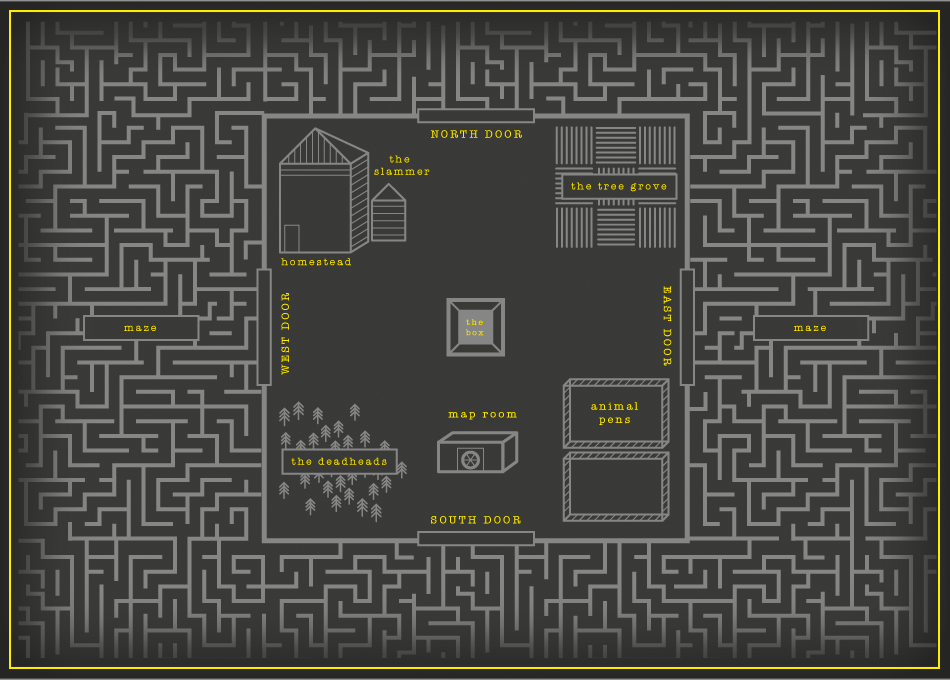 NORTH DOOR
the
slammer
the tree grove
homestead
WEST DOOR
EAST DOOR
maze
the
box
maze
map room
animal
pens
the deadheads
SOUTH DOOR